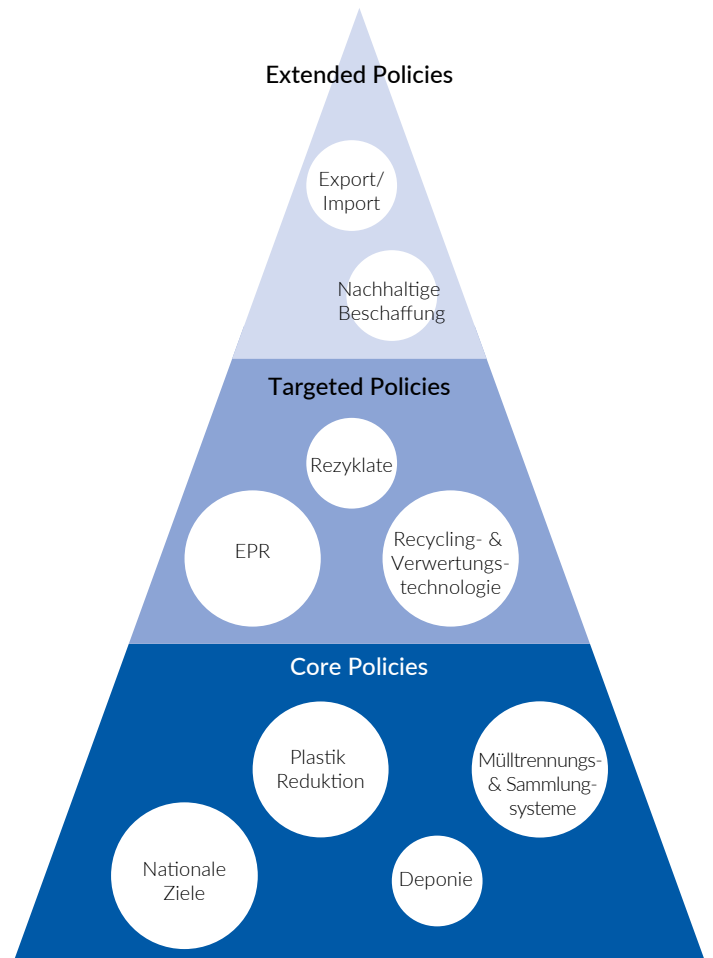 Extended Policies
Export/
Import
Nachhaltige
Beschaffung
Targeted Policies
Rezyklate
EPR
Recycling- &
Verwertungs-
technologie
Core Policies
Plastik
Reduktion
Mülltrennungs-
& Sammlung-
systeme
Nationale
Ziele
Deponie